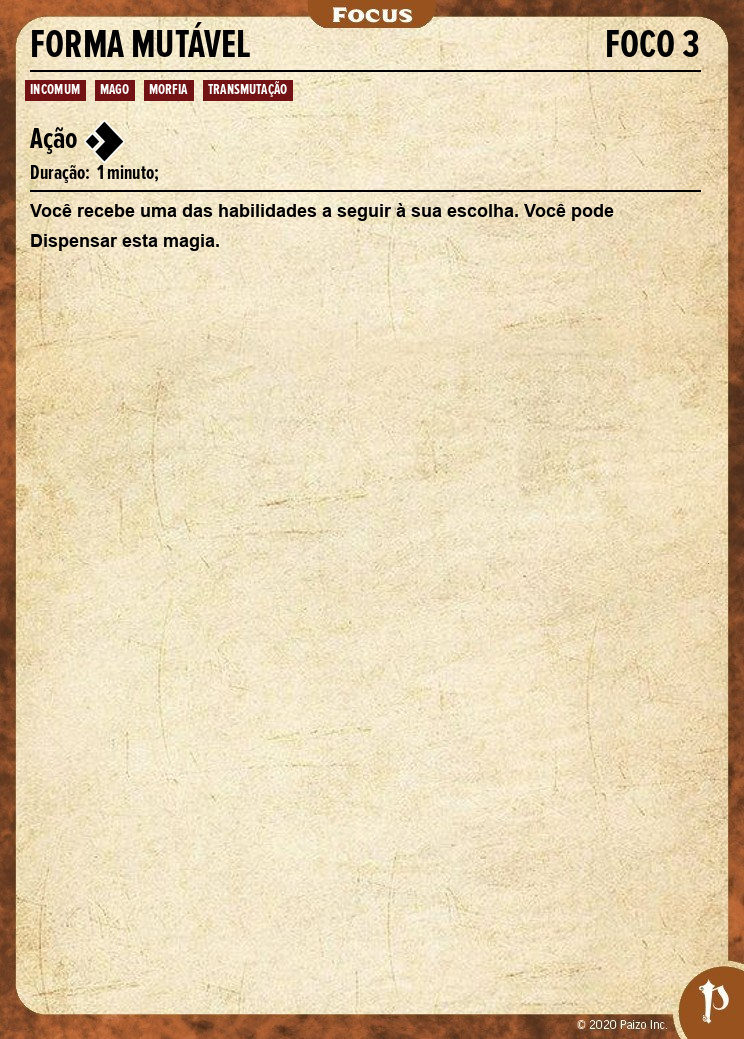 Focus
FORMA MUTÁVEL FOCO 3
INCOMUM MAGO MORFIA TRANSMUTAÇÃO
Ação
Duração: 1 minuto;
Você recebe uma das habilidades a seguir à sua escolha. Você pode
Dispensar esta magia.
© 2020 Paizo Inc.
P